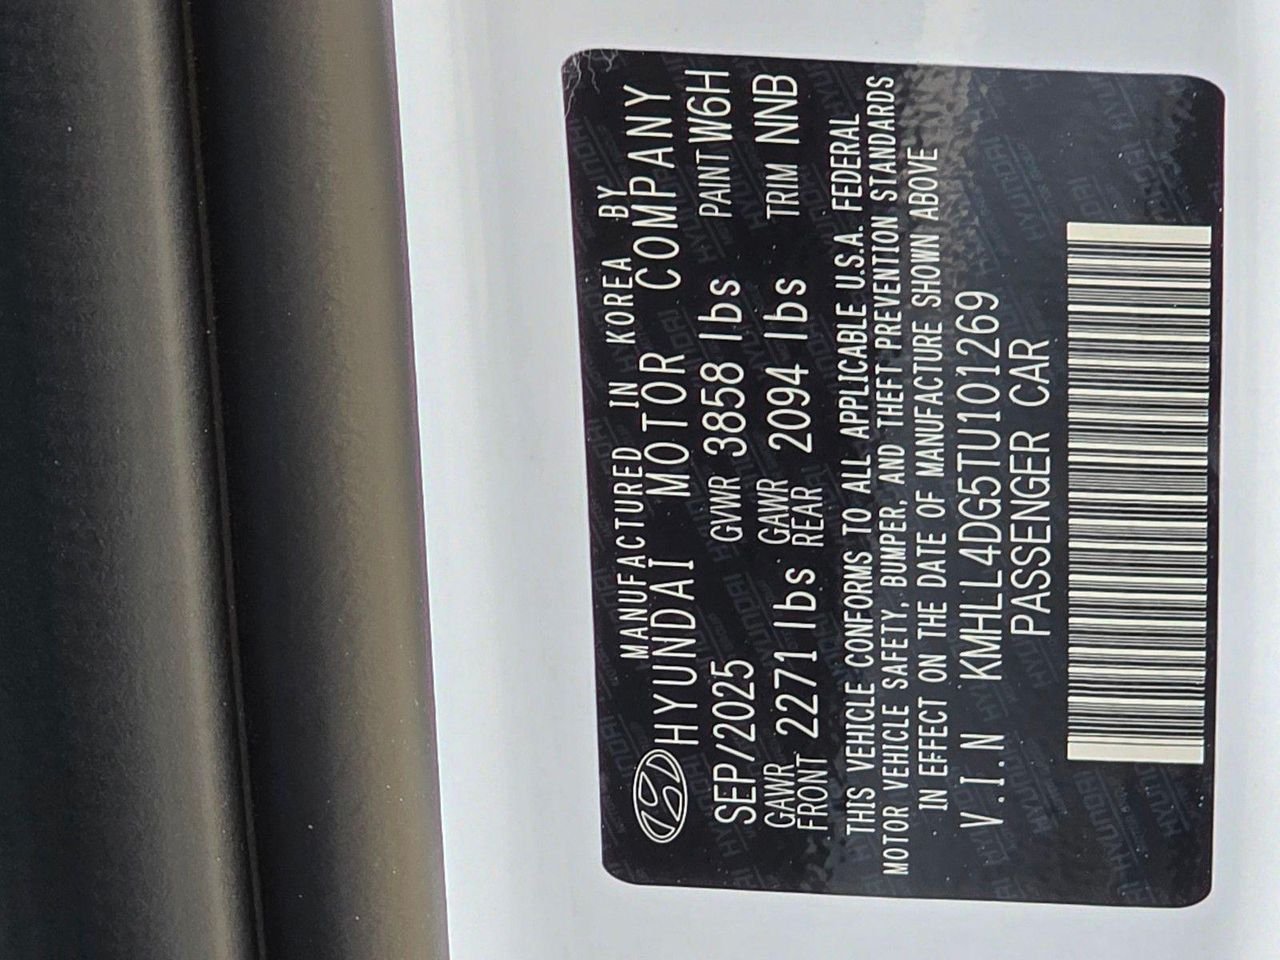 MANUFACTURED IN KOREA BY
HYUNDAI MOTOR COMPANY
SEP/2025 GVWR 3858 lbs PAINT W6H
GAWR FRONT 2271 lbs GAWR REAR 2094 lbs TRIM NNB
THIS VEHICLE CONFORMS TO ALL APPLICABLE U.S.A. FEDERAL
MOTOR VEHICLE SAFETY, BUMPER, AND THEFT PREVENTION STANDARDS
IN EFFECT ON THE DATE OF MANUFACTURE SHOWN ABOVE
V.I.N KMHLL4DG5TU101269
PASSENGER CAR